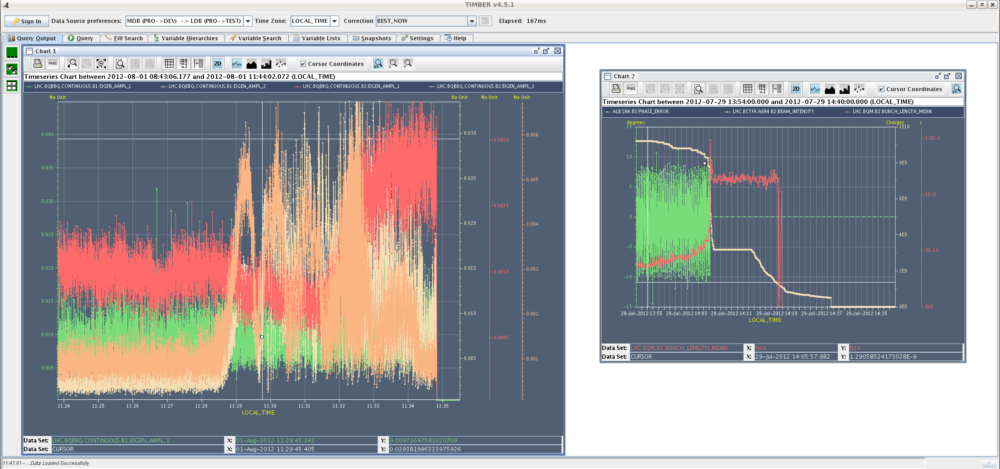 TIMBER v4.5.1
Sign In Data Source preferences: MDB (PRO->DEV) -> LDB (PRO->TEST) Time Zone: LOCAL_TIME Correction BEST_NOW Elapsed: 167ms
Query Output Query Fill Search Variable Hierarchies Variable Search Variable Lists Snapshots Settings Help
Chart 1
PNG 2D Cursor Coordinates XY X Y
Timeseries Chart between 2012-08-01 08:43:06.177 and 2012-08-01 11:44:02.072 (LOCAL_TIME)
LHC.BQBBQ.CONTINUOUS.B1:EIGEN_AMPL_1 LHC.BQBBQ.CONTINUOUS.B1:EIGEN_AMPL_2 LHC.BQBBQ.CONTINUOUS.B2:EIGEN_AMPL_1 LHC.BQBBQ.CONTINUOUS.B2:EIGEN_AMPL_2
No Unit No Unit No Unit No Unit
0.040
0.035
0.030
0.025
0.020
0.015
0.010
0.005
0.030
0.025
0.020
0.015
0.010
0.005
0.0020
0.0015
0.0010
0.0005
0.006
0.005
0.004
0.003
0.002
0.001
11:24 11:25 11:26 11:27 11:28 11:29 11:30 11:31 11:32 11:33 11:34 11:35
LOCAL_TIME
Data Set: LHC.BQBBQ.CONTINUOUS.B1:EIGEN_AMPL_1 X: 01-Aug-2012 11:29:45.343 Y: 0.00971647581020709
Data Set: CURSOR X: 01-Aug-2012 11:29:45.405 Y: 0.039381996333975926
Chart 2
PNG 2D Cursor Coordinates XY
Timeseries Chart between 2012-07-29 13:54:00.000 and 2012-07-29 14:40:00.000 (LOCAL_TIME)
ALB.SR4.B2:PHASE_ERROR LHC.BCTFR.A6R4.B2:BEAM_INTENSITY LHC.BQM.B2:BUNCH_LENGTH_MEAN
degrees Charges s
15
10
5
0
-5
-10
-15
1E10
8E9
6E9
4E9
2E9
0E0
1.5E-9
1E-9
5E-10
0E0
29-Jul-2012 13:55 29-Jul-2012 14:03 29-Jul-2012 14:11 29-Jul-2012 14:19 29-Jul-2012 14:27 29-Jul-2012 14:35
LOCAL_TIME
Data Set: LHC.BQM.B2:BUNCH_LENGTH_MEAN X: N/A Y: N/A
Data Set: CURSOR X: 29-Jul-2012 14:05:57.982 Y: 1.29058524173028E-9
11:47:01 - ...Data Loaded Successfully